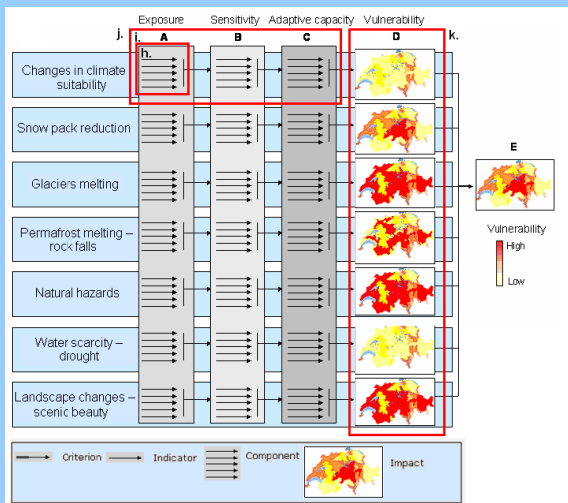 Exposure Sensitivity Adaptive capacity Vulnerability
j. i. A B C D k.
h.
Changes in climate
suitability
Snow pack reduction
E
Glaciers melting
Permafrost melting –
rock falls
Vulnerability
High
Low
Natural hazards
Water scarcity –
drought
Landscape changes –
scenic beauty
Criterion Indicator Component Impact